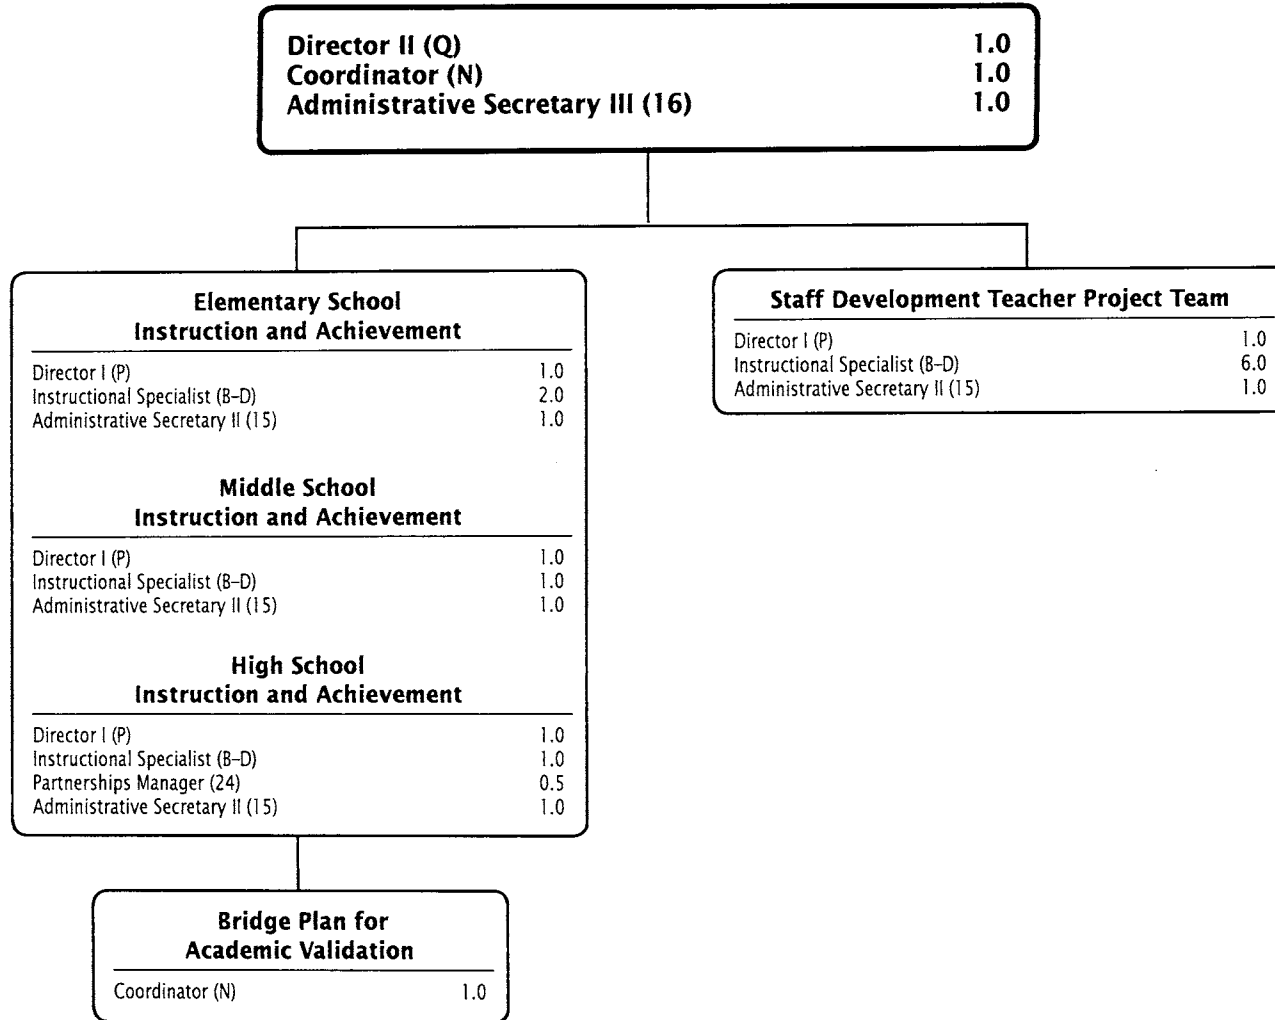 Director II (Q) 1.0
Coordinator (N) 1.0
Administrative Secretary III (16) 1.0
Elementary School
Instruction and Achievement
Director I (P) 1.0
Instructional Specialist (B–D) 2.0
Administrative Secretary II (15) 1.0
Middle School
Instruction and Achievement
Director I (P) 1.0
Instructional Specialist (B–D) 1.0
Administrative Secretary II (15) 1.0
High School
Instruction and Achievement
Director I (P) 1.0
Instructional Specialist (B–D) 1.0
Partnerships Manager (24) 0.5
Administrative Secretary II (15) 1.0
Bridge Plan for
Academic Validation
Coordinator (N) 1.0
Staff Development Teacher Project Team
Director I (P) 1.0
Instructional Specialist (B–D) 6.0
Administrative Secretary II (15) 1.0